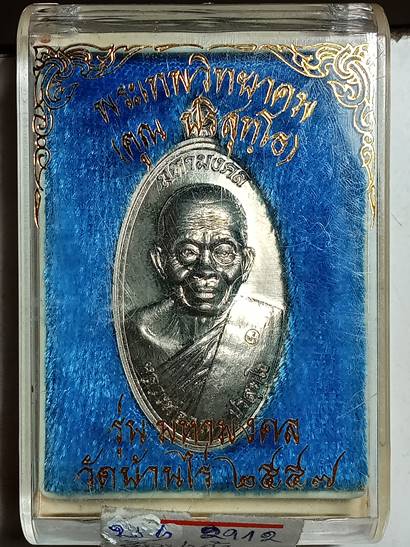 พระเทพวิทยาคม
(คูณ ปริสุทฺโธ)
มหามงคล
รุ่น มหามงคล
วัดบ้านไร่ ๒๕๕๗
2912